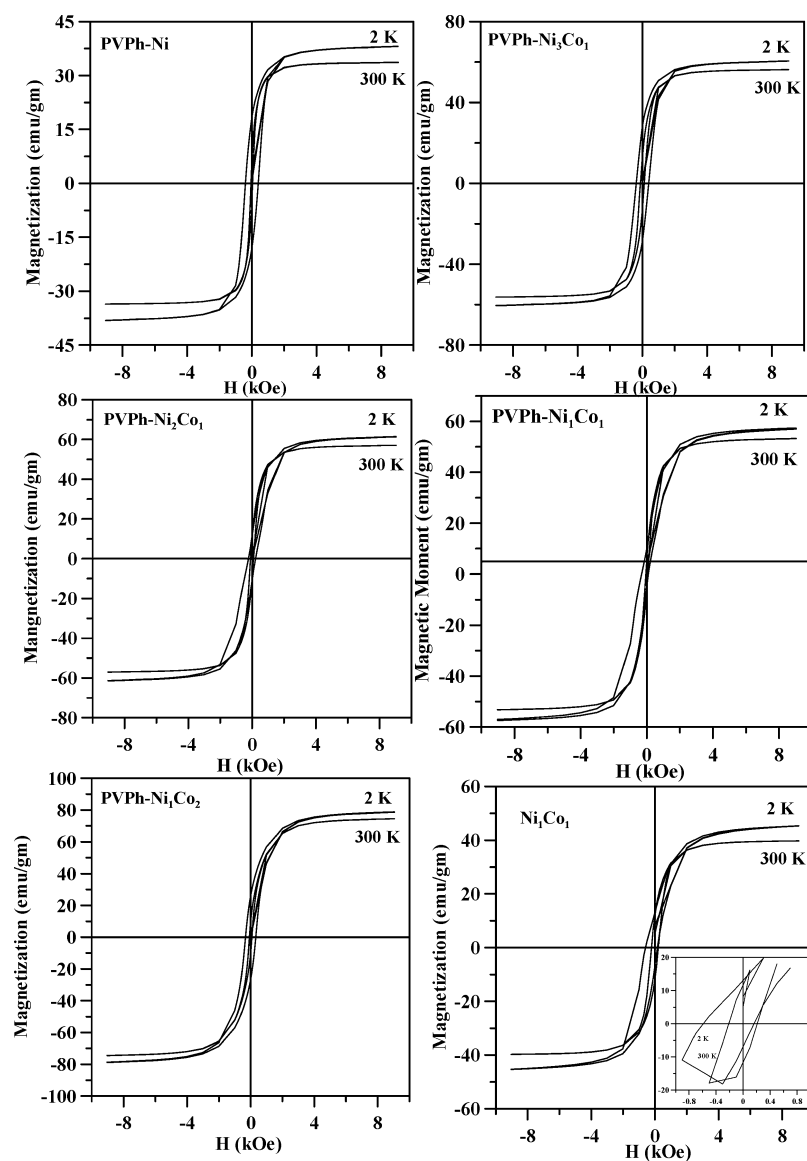 PVPh-Ni
2 K
300 K
Magnetization (emu/gm)
45
30
15
0
-15
-30
-45
-8
-4
0
4
8
H (kOe)
PVPh-Ni3Co1
2 K
300 K
Magnetization (emu/gm)
80
40
0
-40
-80
-8
-4
0
4
8
H (kOe)
PVPh-Ni2Co1
2 K
300 K
Mangnetization (emu/gm)
80
60
40
20
0
-20
-40
-60
-80
-8
-4
0
4
8
H (kOe)
PVPh-Ni1Co1
2 K
300 K
Magnetic Moment (emu/gm)
60
40
20
0
-20
-40
-60
-8
-4
0
4
8
H (kOe)
PVPh-Ni1Co2
2 K
300 K
Magnetization (emu/gm)
100
80
60
40
20
0
-20
-40
-60
-80
-100
-8
-4
0
4
8
H (kOe)
Ni1Co1
2 K
300 K
Magnetization (emu/gm)
60
40
20
0
-20
-40
-60
-8
-4
0
4
8
H (kOe)
20
10
0
-10
-20
2 K
300 K
-0.8
-0.4
0
0.4
0.8